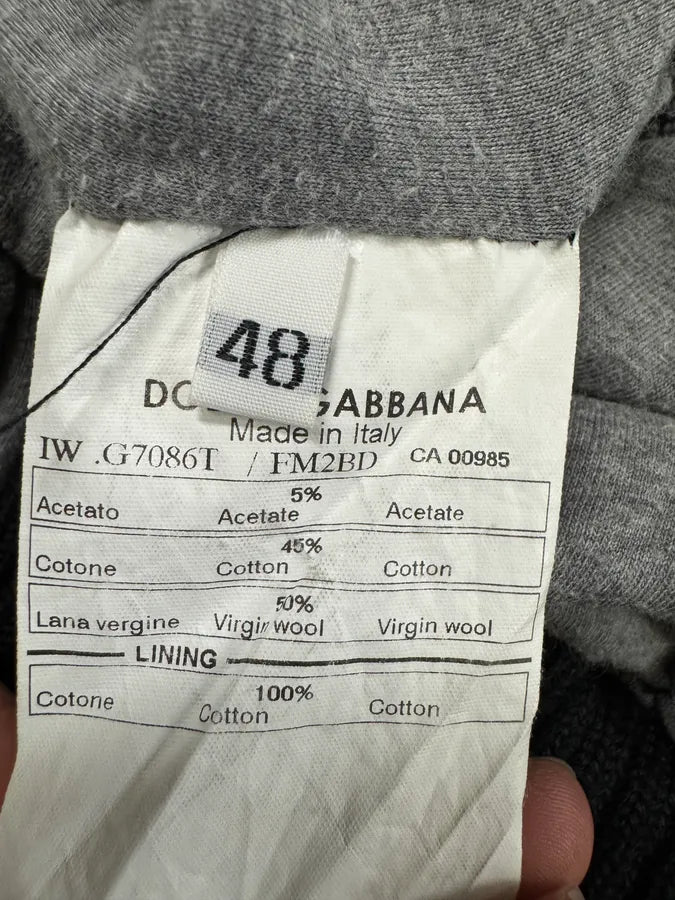 48
GABBANA
Made in Italy
IW .G7086T / FM2BD CA 00985
5%
Acetato Acetate Acetate
45%
Cotone Cotton Cotton
50%
Lana vergine Virgin wool Virgin wool
LINING
100%
Cotone Cotton Cotton